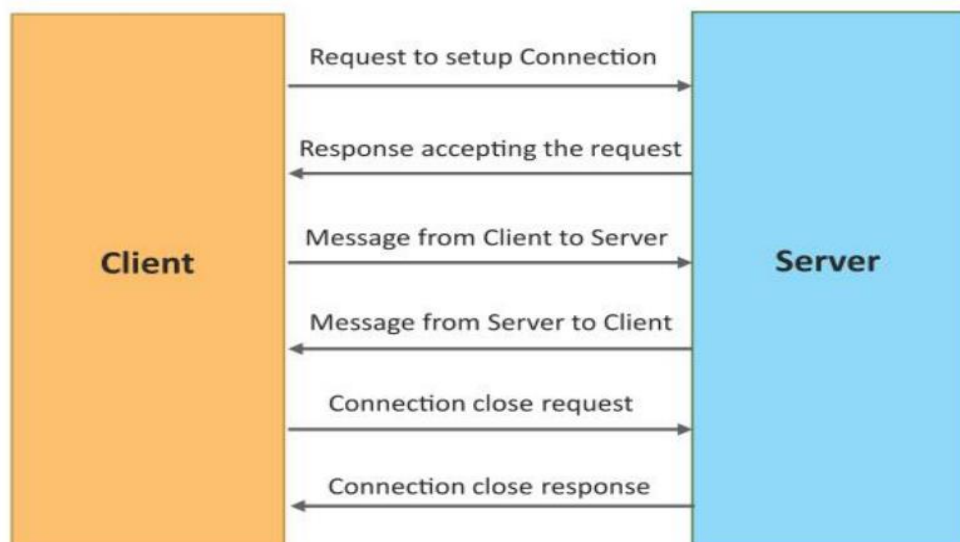 Request to setup Connection
Response accepting the request
Message from Client to Server
Client
Server
Message from Server to Client
Connection close request
Connection close response